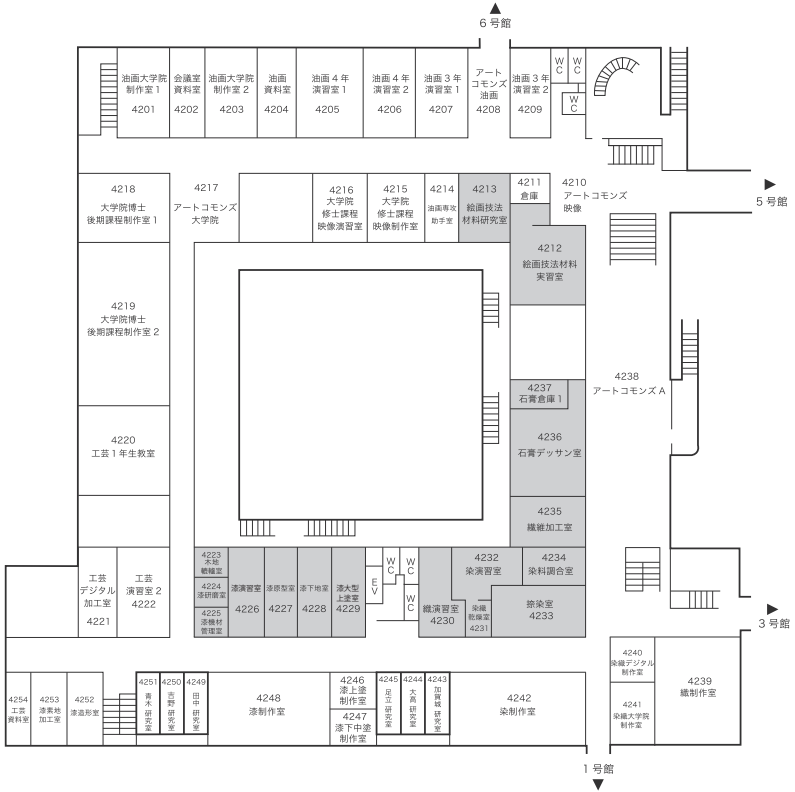 6号館
油画大学院
制作室1
4201
会議室
資料室
4202
油画大学院
制作室2
4203
油画
資料室
4204
油画4年
演習室1
4205
油画4年
演習室2
4206
油画3年
演習室1
4207
アート
コモンズ
油画
4208
油画3年
演習室2
4209
WC
WC
WC
4218
大学院博士
後期課程制作室1
4217
アートコモンズ
大学院
4216
大学院
修士課程
映像演習室
4215
大学院
修士課程
映像制作室
4214
油画専攻
助手室
4213
絵画技法
材料研究室
4211
倉庫
4210
アートコモンズ
映像
5号館
4212
絵画技法材料
実習室
4219
大学院博士
後期課程制作室2
4238
アートコモンズA
4237
石膏倉庫1
4236
石膏デッサン室
4220
工芸1年生教室
4235
繊維加工室
工芸
デジタル
加工室
4221
工芸
演習室2
4222
4223
木地
轆轤室
4224
漆研磨室
4225
漆機材
管理室
漆演習室
4226
漆原型室
4227
漆下地室
4228
漆大型
上塗室
4229
EV
WC
WC
WC
織演習室
4230
4232
染演習室
4234
染料調合室
染織
乾燥室
4231
捺染室
4233
3号館
4240
染織デジタル
制作室
4241
染織大学院
制作室
4239
織制作室
4254
工芸
資料室
4253
漆素地
加工室
4252
漆造形室
4251
青木研究室
4250
吉野研究室
4249
田中研究室
4248
漆制作室
4246
漆上塗
制作室
4247
漆下中塗
制作室
4245
足立研究室
4244
大高研究室
4243
加賀城研究室
4242
染制作室
1号館